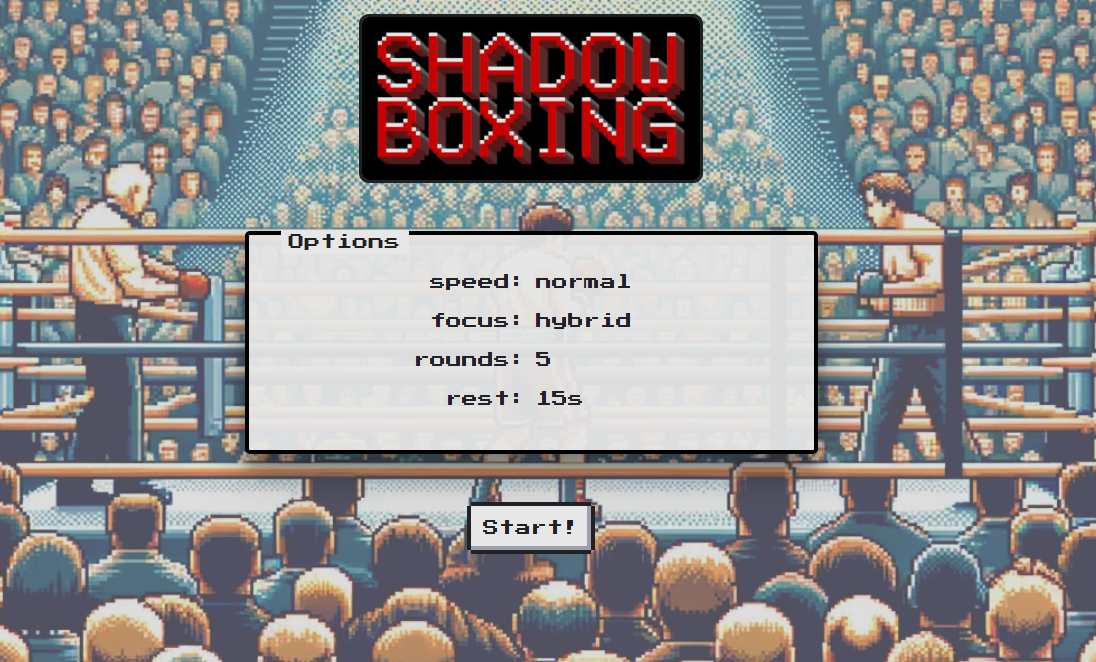 SHADOW
BOXING
Options
speed: normal
focus: hybrid
rounds: 5
rest: 15s
Start!